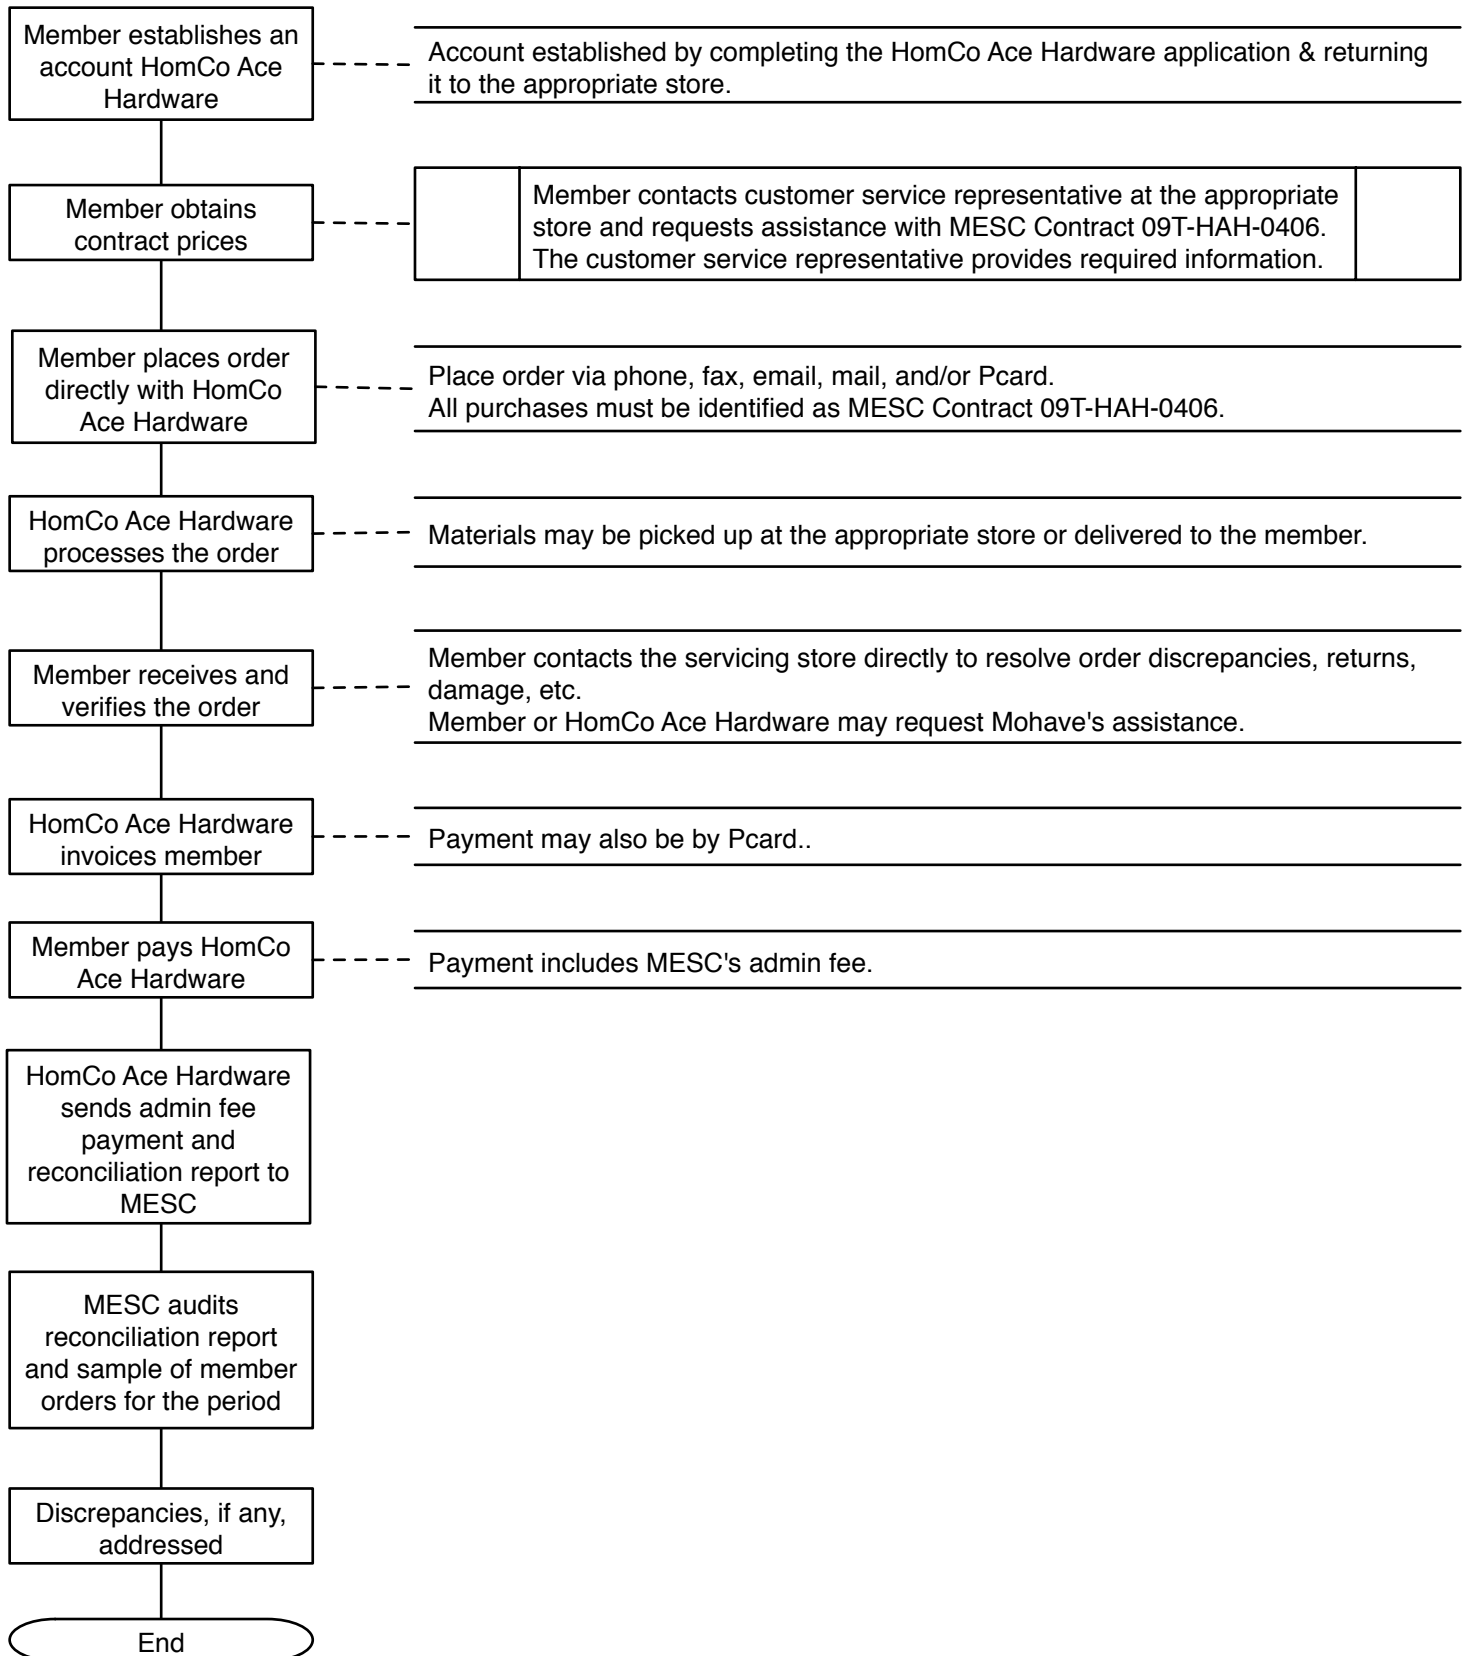 Member establishes an
account HomCo Ace
Hardware
Account established by completing the HomCo Ace Hardware application & returning
it to the appropriate store.
Member obtains
contract prices
Member contacts customer service representative at the appropriate
store and requests assistance with MESC Contract 09T-HAH-0406.
The customer service representative provides required information.
Member places order
directly with HomCo
Ace Hardware
Place order via phone, fax, email, mail, and/or Pcard.
All purchases must be identified as MESC Contract 09T-HAH-0406.
HomCo Ace Hardware
processes the order
Materials may be picked up at the appropriate store or delivered to the member.
Member receives and
verifies the order
Member contacts the servicing store directly to resolve order discrepancies, returns,
damage, etc.
Member or HomCo Ace Hardware may request Mohave's assistance.
HomCo Ace Hardware
invoices member
Payment may also be by Pcard..
Member pays HomCo
Ace Hardware
Payment includes MESC's admin fee.
HomCo Ace Hardware
sends admin fee
payment and
reconciliation report to
MESC
MESC audits
reconciliation report
and sample of member
orders for the period
Discrepancies, if any,
addressed
End